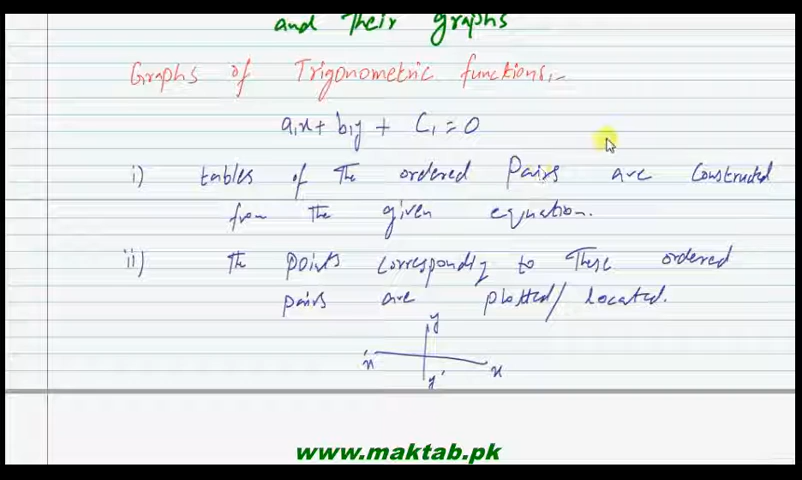 and Their graphs
Graphs of Trigonometric functions:-
a₁x + b₁y + C₁ = 0
i) tables of The ordered Pairs are Constructed
from The given equation.
ii) The points correspondig to These ordered
pairs are plotted/located.
y
x' x
y'
www.maktab.pk